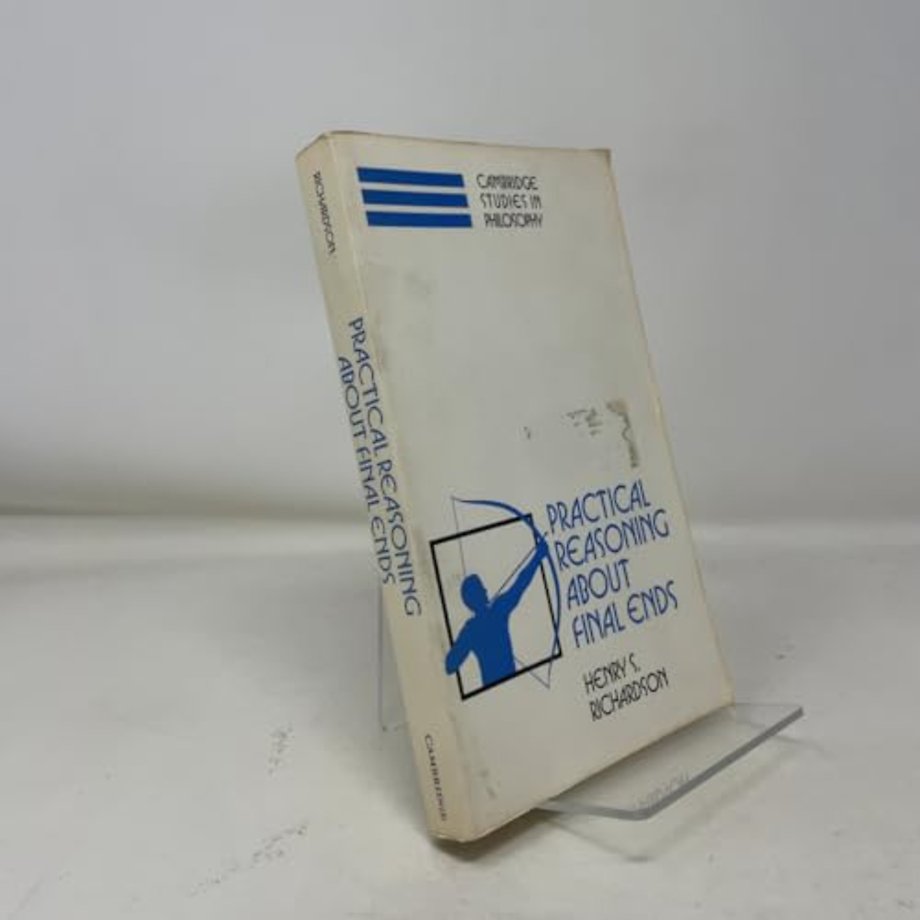 RICHARDSON
PRACTICAL REASONING
ABOUT FINAL ENDS
CAMBRIDGE
CAMBRIDGE
STUDIES IN
PHILOSOPHY
PRACTICAL
REASONING
ABOUT
FINAL ENDS
HENRY S.
RICHARDSON